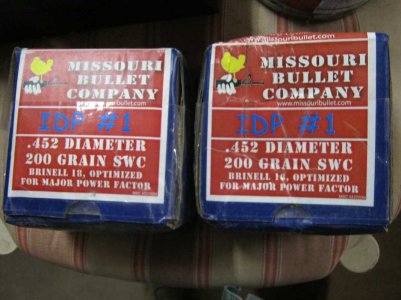 MISSOURI
BULLET
COMPANY
www.missouribullet.com
IDP #1
.452 DIAMETER
200 GRAIN SWC
BRINELL 18, OPTIMIZED
FOR MAJOR POWER FACTOR
MISSOURI
BULLET
COMPANY
www.missouribullet.com
IDP #1
.452 DIAMETER
200 GRAIN SWC
BRINELL OPTIMIZED
FOR MAJOR POWER FACTOR